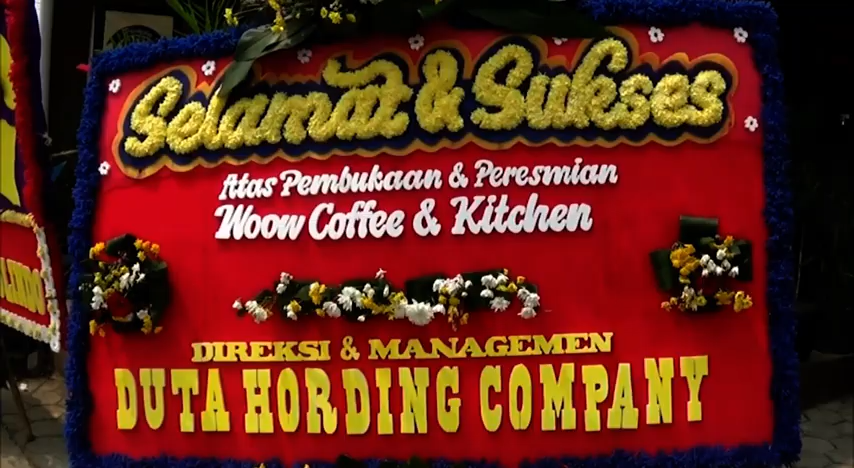 Selamat & Sukses
Atas Pembukaan & Peresmian
Woow Coffee & Kitchen
DIREKSI & MANAGEMEN
DUTA HORDING COMPANY